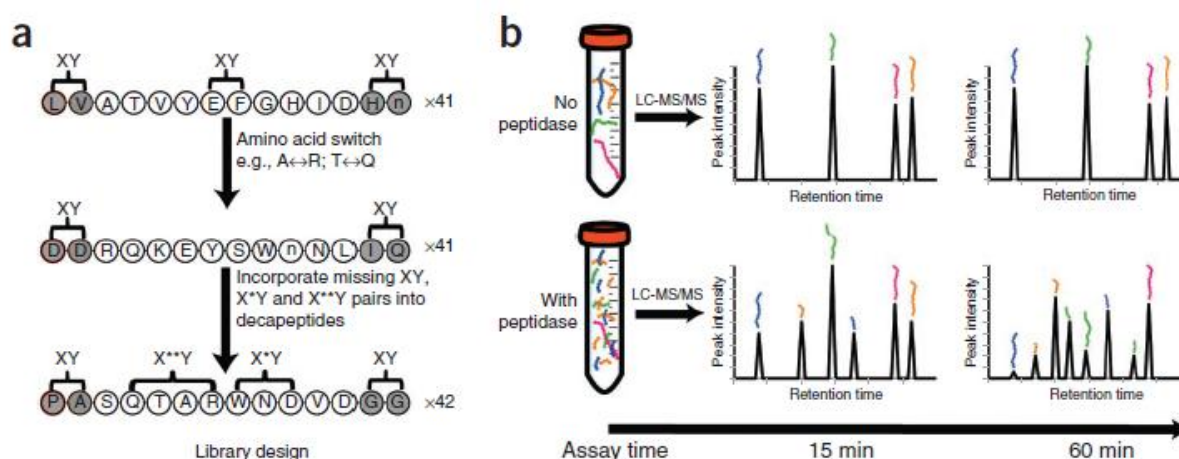 a
XY XY XY
L V A T V Y E F G H I D H n ×41
Amino acid switch
e.g., A↔R; T↔Q
XY XY
D D R Q K E Y S W n N L I Q ×41
Incorporate missing XY,
X*Y and X**Y pairs into
decapeptides
XY X**Y X*Y XY
P A S Q T A R W N D V D G G ×42
Library design
b
No
peptidase
LC-MS/MS
Peak intensity
Retention time
Peak intensity
Retention time
With
peptidase
LC-MS/MS
Peak intensity
Retention time
Peak intensity
Retention time
Assay time 15 min 60 min